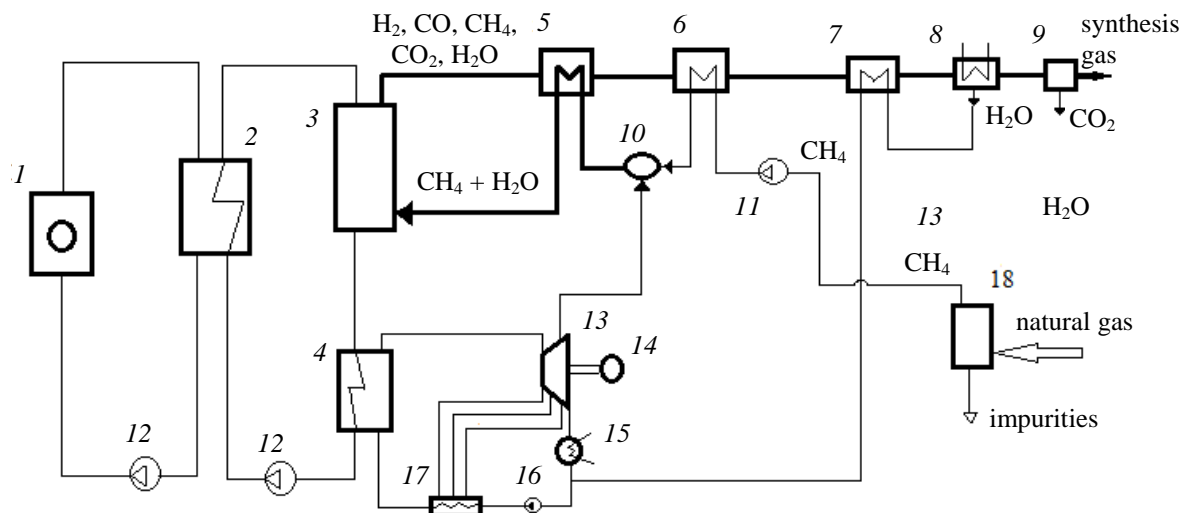 H₂, CO, CH₄,
CO₂, H₂O
5
6
7
8
9
synthesis
gas
3
2
1
10
H₂O
CO₂
CH₄ + H₂O
CH₄
11
13
H₂O
CH₄
18
natural gas
4
13
14
impurities
12
12
15
17
16